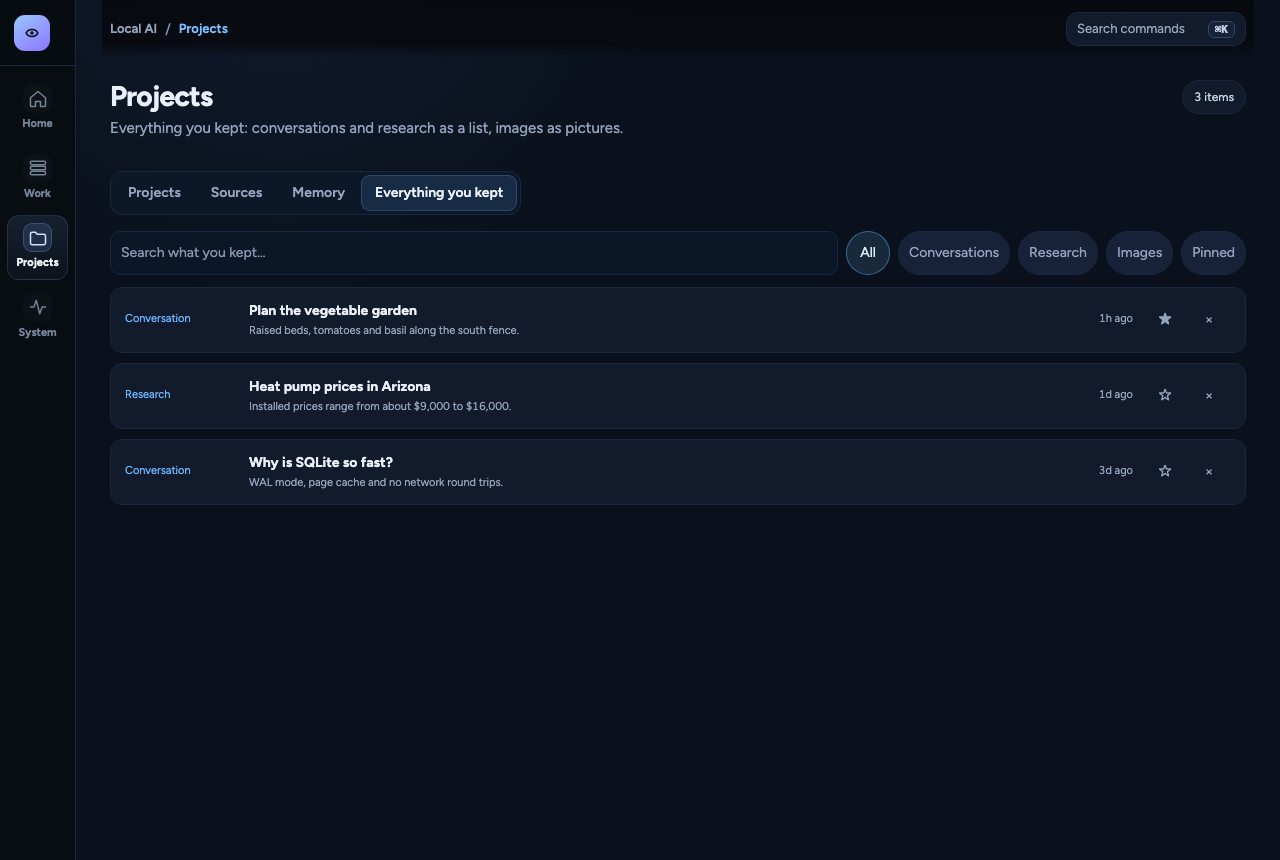 Local AI / Projects
Search commands ⌘K
Home
Work
Projects
System
Projects
3 items
Everything you kept: conversations and research as a list, images as pictures.
Projects Sources Memory Everything you kept
Search what you kept... All Conversations Research Images Pinned
Conversation
Plan the vegetable garden
Raised beds, tomatoes and basil along the south fence.
1h ago ★ ×
Research
Heat pump prices in Arizona
Installed prices range from about $9,000 to $16,000.
1d ago ☆ ×
Conversation
Why is SQLite so fast?
WAL mode, page cache and no network round trips.
3d ago ☆ ×